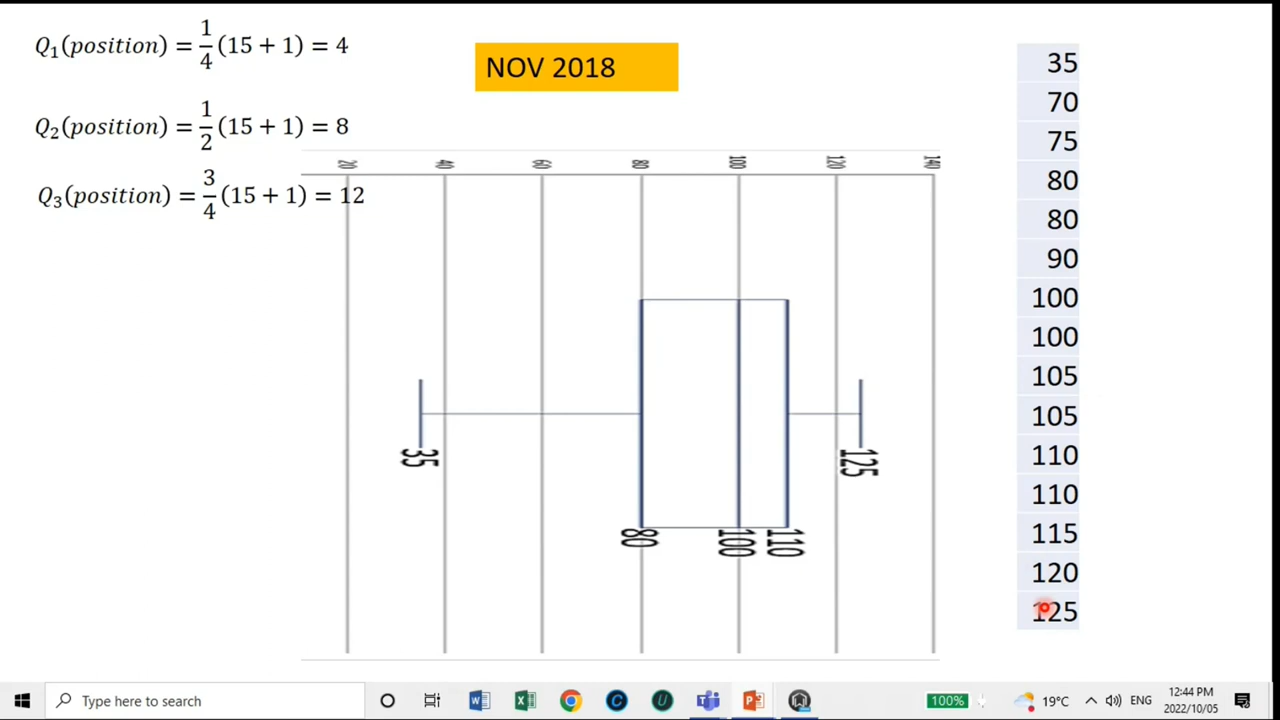 Q₁(position) = 1/4 (15 + 1) = 4
NOV 2018
Q₂(position) = 1/2 (15 + 1) = 8
Q₃(position) = 3/4 (15 + 1) = 12
20 40 60 80 100 120 140
35
125
80 100 110
35
70
75
80
80
90
100
100
105
105
110
110
115
120
125
Type here to search
100%
19°C
ENG
12:44 PM
2022/10/05